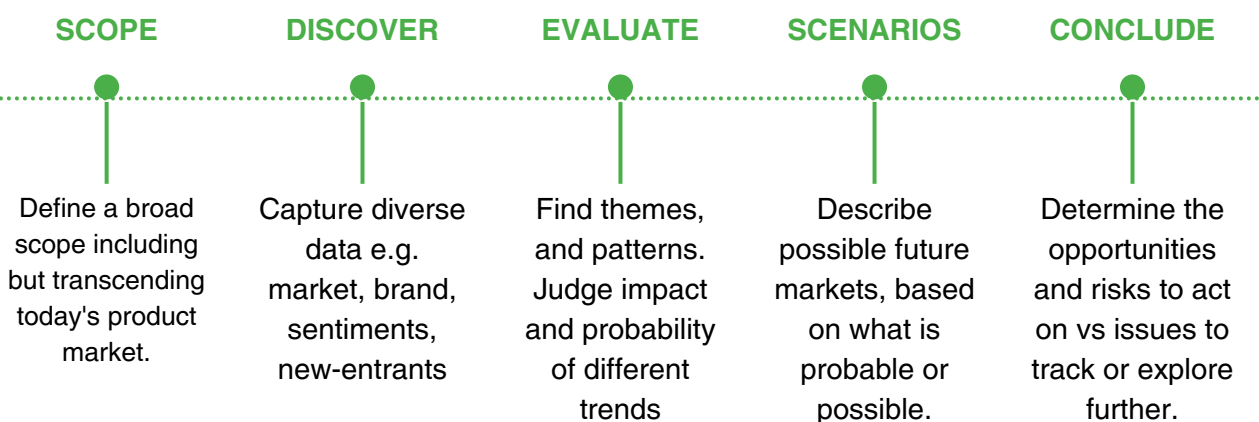 SCOPE
DISCOVER
EVALUATE
SCENARIOS
CONCLUDE
Define a broad
scope including
but transcending
today's product
market.
Capture diverse
data e.g.
market, brand,
sentiments,
new-entrants
Find themes,
and patterns.
Judge impact
and probability
of different
trends
Describe
possible future
markets, based
on what is
probable or
possible.
Determine the
opportunities
and risks to act
on vs issues to
track or explore
further.